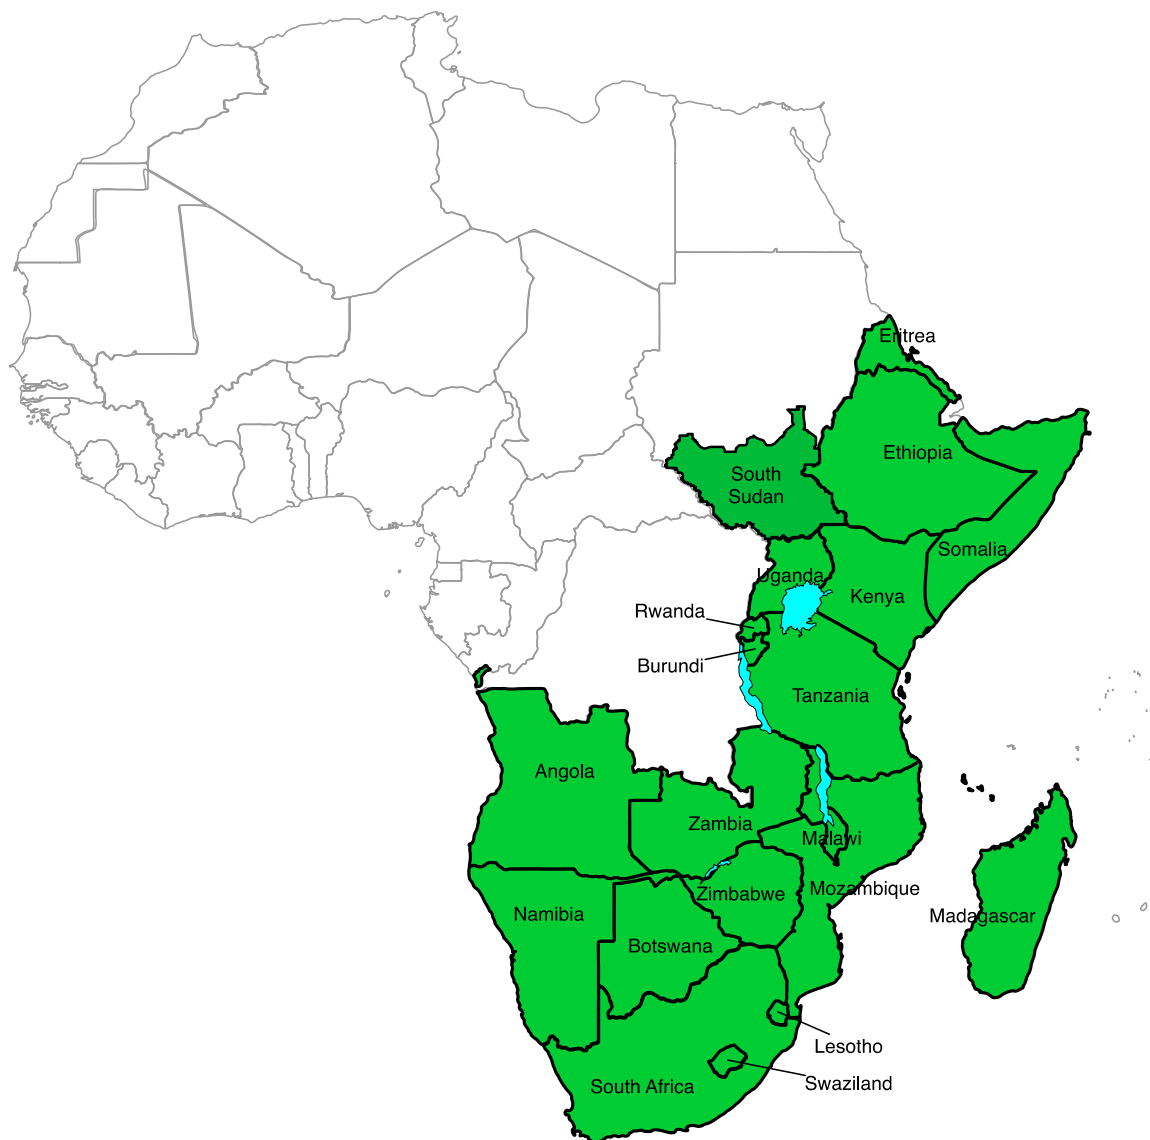 Eritrea
Ethiopia
South
Sudan
Somalia
Uganda
Kenya
Rwanda
Burundi
Tanzania
Angola
Zambia
Malawi
Mozambique
Zimbabwe
Namibia
Madagascar
Botswana
Lesotho
Swaziland
South Africa